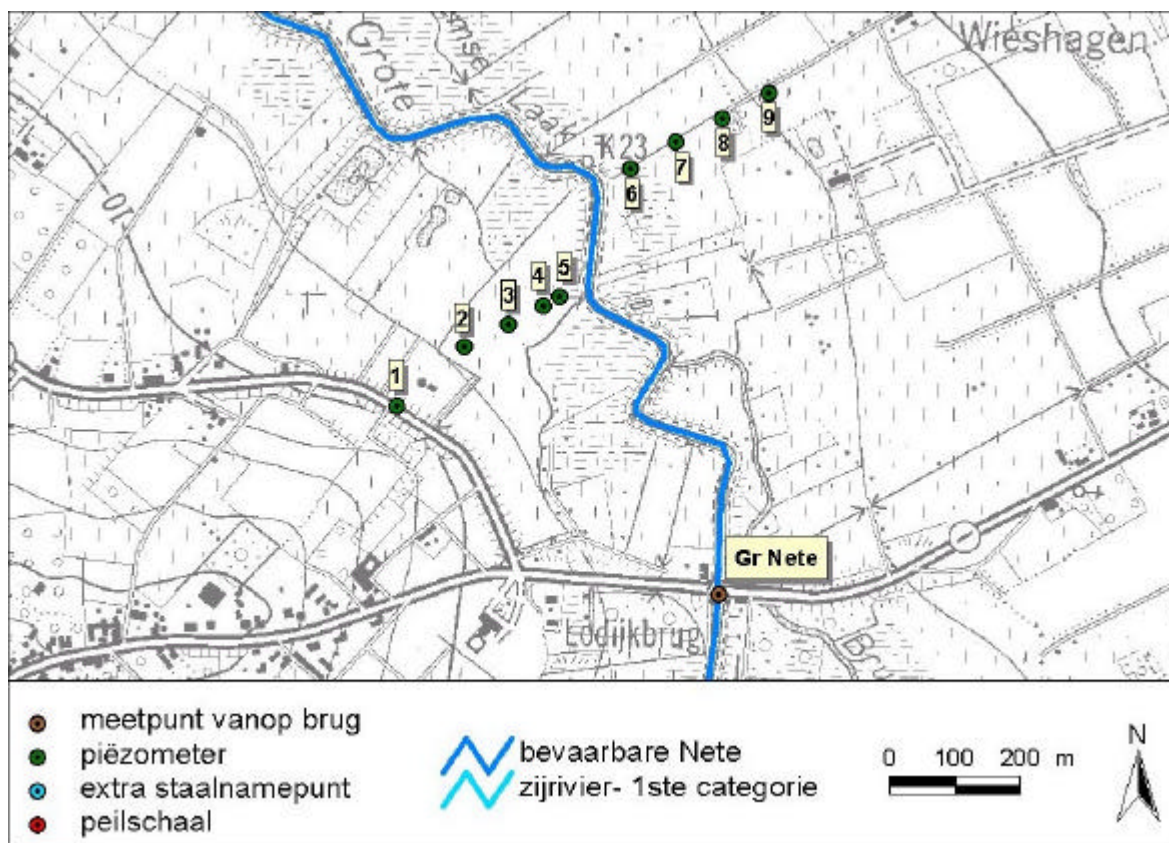 Wieshagen
Grote
Laak
K23
9
8
7
6
5
4
3
2
1
10
Gr Nete
Lodijkbrug
meetpunt vanop brug
piëzometer
extra staalnamepunt
peilschaal
bevaarbare Nete
zijrivier- 1ste categorie
0 100 200 m
N